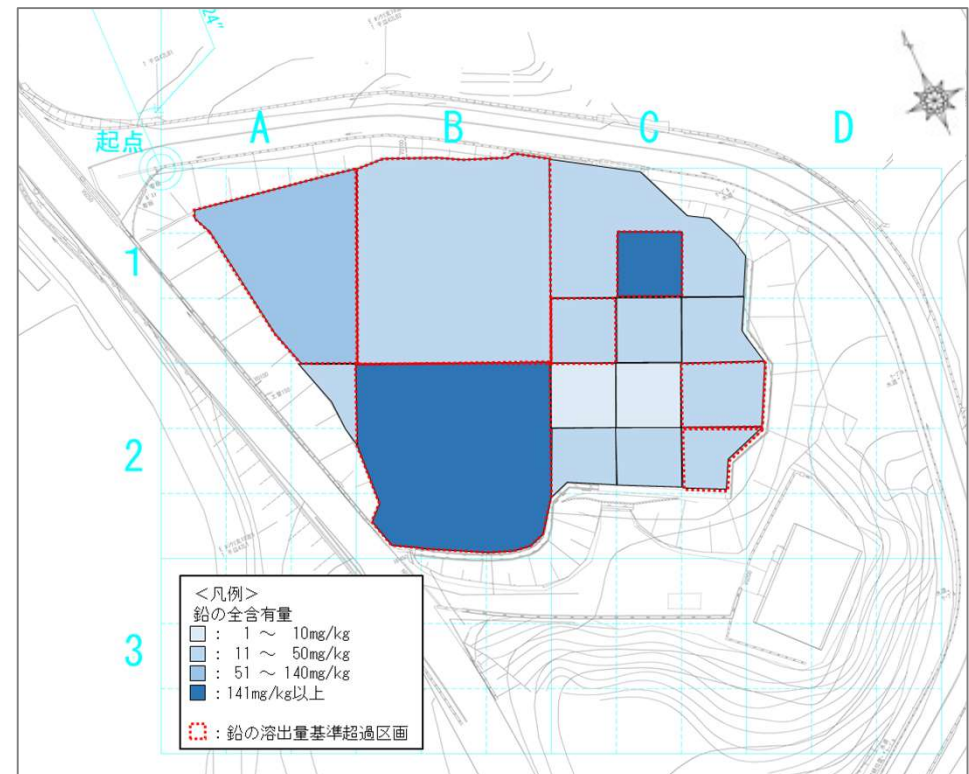 24"
起点
A
B
C
D
1
2
3
<凡例>
鉛の全含有量
: 1 ~ 10mg/kg
: 11 ~ 50mg/kg
: 51 ~ 140mg/kg
:141mg/kg以上
:鉛の溶出量基準超過区画